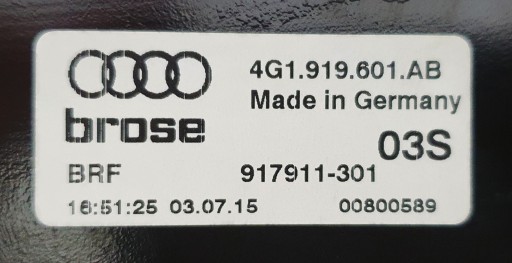 4G1.919.601.AB
Made in Germany
brose
03S
BRF 917911-301
16:51:25 03.07.15 00800589